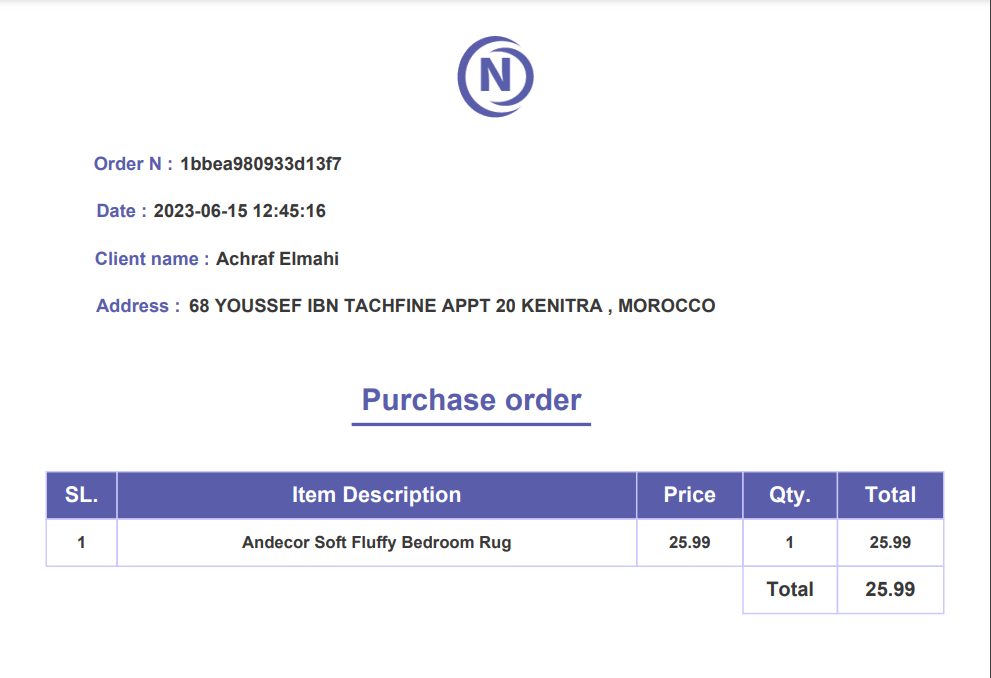 N
Order N : 1bbea980933d13f7
Date : 2023-06-15 12:45:16
Client name : Achraf Elmahi
Address : 68 YOUSSEF IBN TACHFINE APPT 20 KENITRA , MOROCCO
Purchase order
SL. Item Description Price Qty. Total
1 Andecor Soft Fluffy Bedroom Rug 25.99 1 25.99
Total 25.99